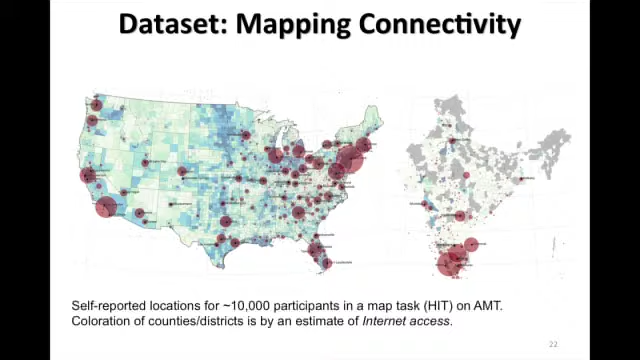 Dataset: Mapping Connectivity
Self-reported locations for ~10,000 participants in a map task (HIT) on AMT.
Coloration of counties/districts is by an estimate of Internet access.
22